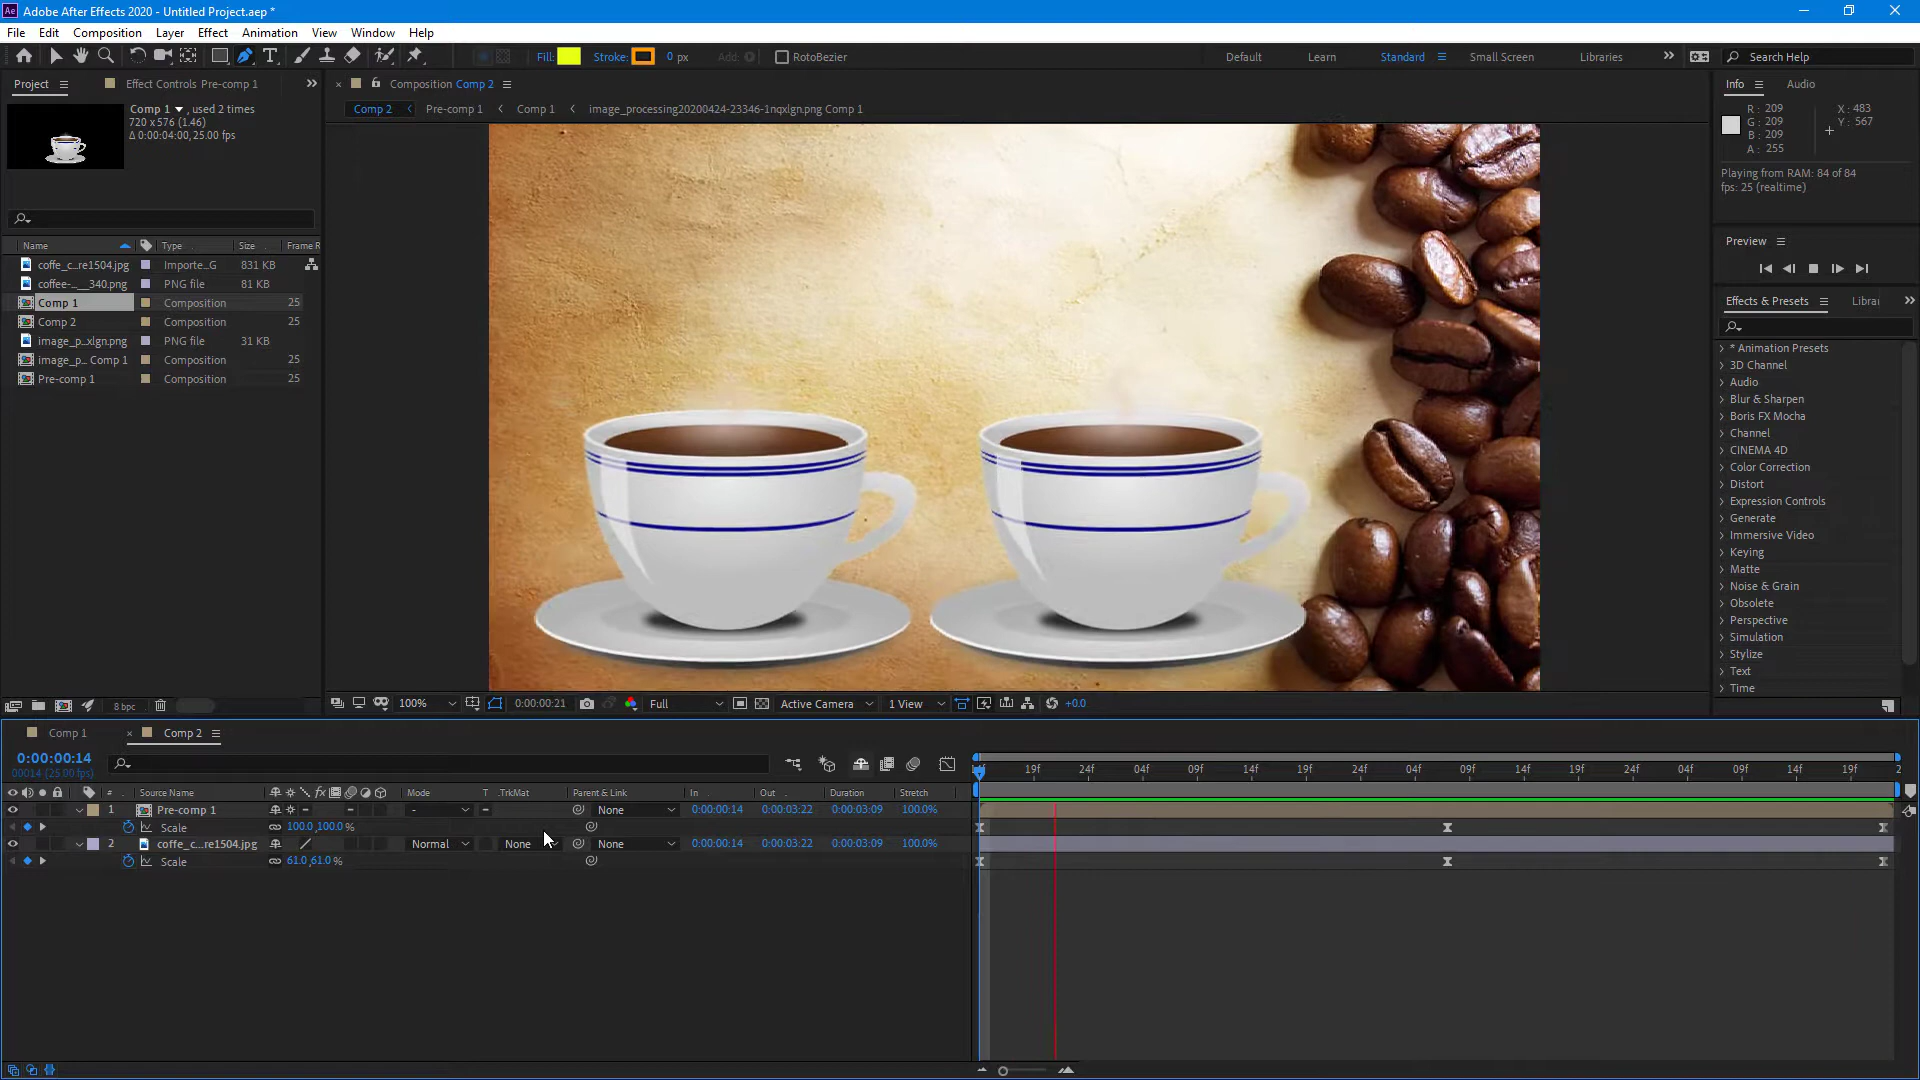 Adobe After Effects 2020 - Untitled Project.aep *
File Edit Composition Layer Effect Animation View Window Help
Fill: Stroke: 0 px Add: RotoBezier Default Learn Standard Small Screen Libraries Search Help
Project Effect Controls Pre-comp 1
Comp 1 , used 2 times
720 x 576 (1.46)
Δ 0:00:04:00, 25.00 fps
Composition Comp 2
Comp 2 Pre-comp 1 Comp 1 image_processing20200424-23346-1nqxlgn.png Comp 1
Name Type Size Frame R
coffe_c...re1504.jpg Importe...G 831 KB
coffee-...__340.png PNG file 81 KB
Comp 1 Composition 25
Comp 2 Composition 25
image_p...xlgn.png PNG file 31 KB
image_p... Comp 1 Composition 25
Pre-comp 1 Composition 25
8 bpc
100% 0:00:00:21 Full Active Camera 1 View +0.0
Info Audio
R : 209 X : 483
G : 209 Y : 567
B : 209
A : 255
Playing from RAM: 84 of 84
fps: 25 (realtime)
Preview
Effects & Presets Librar
* Animation Presets
3D Channel
Audio
Blur & Sharpen
Boris FX Mocha
Channel
CINEMA 4D
Color Correction
Distort
Expression Controls
Generate
Immersive Video
Keying
Matte
Noise & Grain
Obsolete
Perspective
Simulation
Stylize
Text
Time
Comp 1 Comp 2
0:00:00:14
00014 (25.00 fps)
19f 24f 04f 09f 14f 19f 24f 04f 09f 14f 19f 04f 09f 14f 19f 2
# Source Name fx Mode T .TrkMat Parent & Link In Out Duration Stretch
1 Pre-comp 1 - None 0:00:00:14 0:00:03:22 0:00:03:09 100.0%
Scale 100.0,100.0 %
2 coffe_c...re1504.jpg Normal None None 0:00:00:14 0:00:03:22 0:00:03:09 100.0%
Scale 61.0,61.0 %